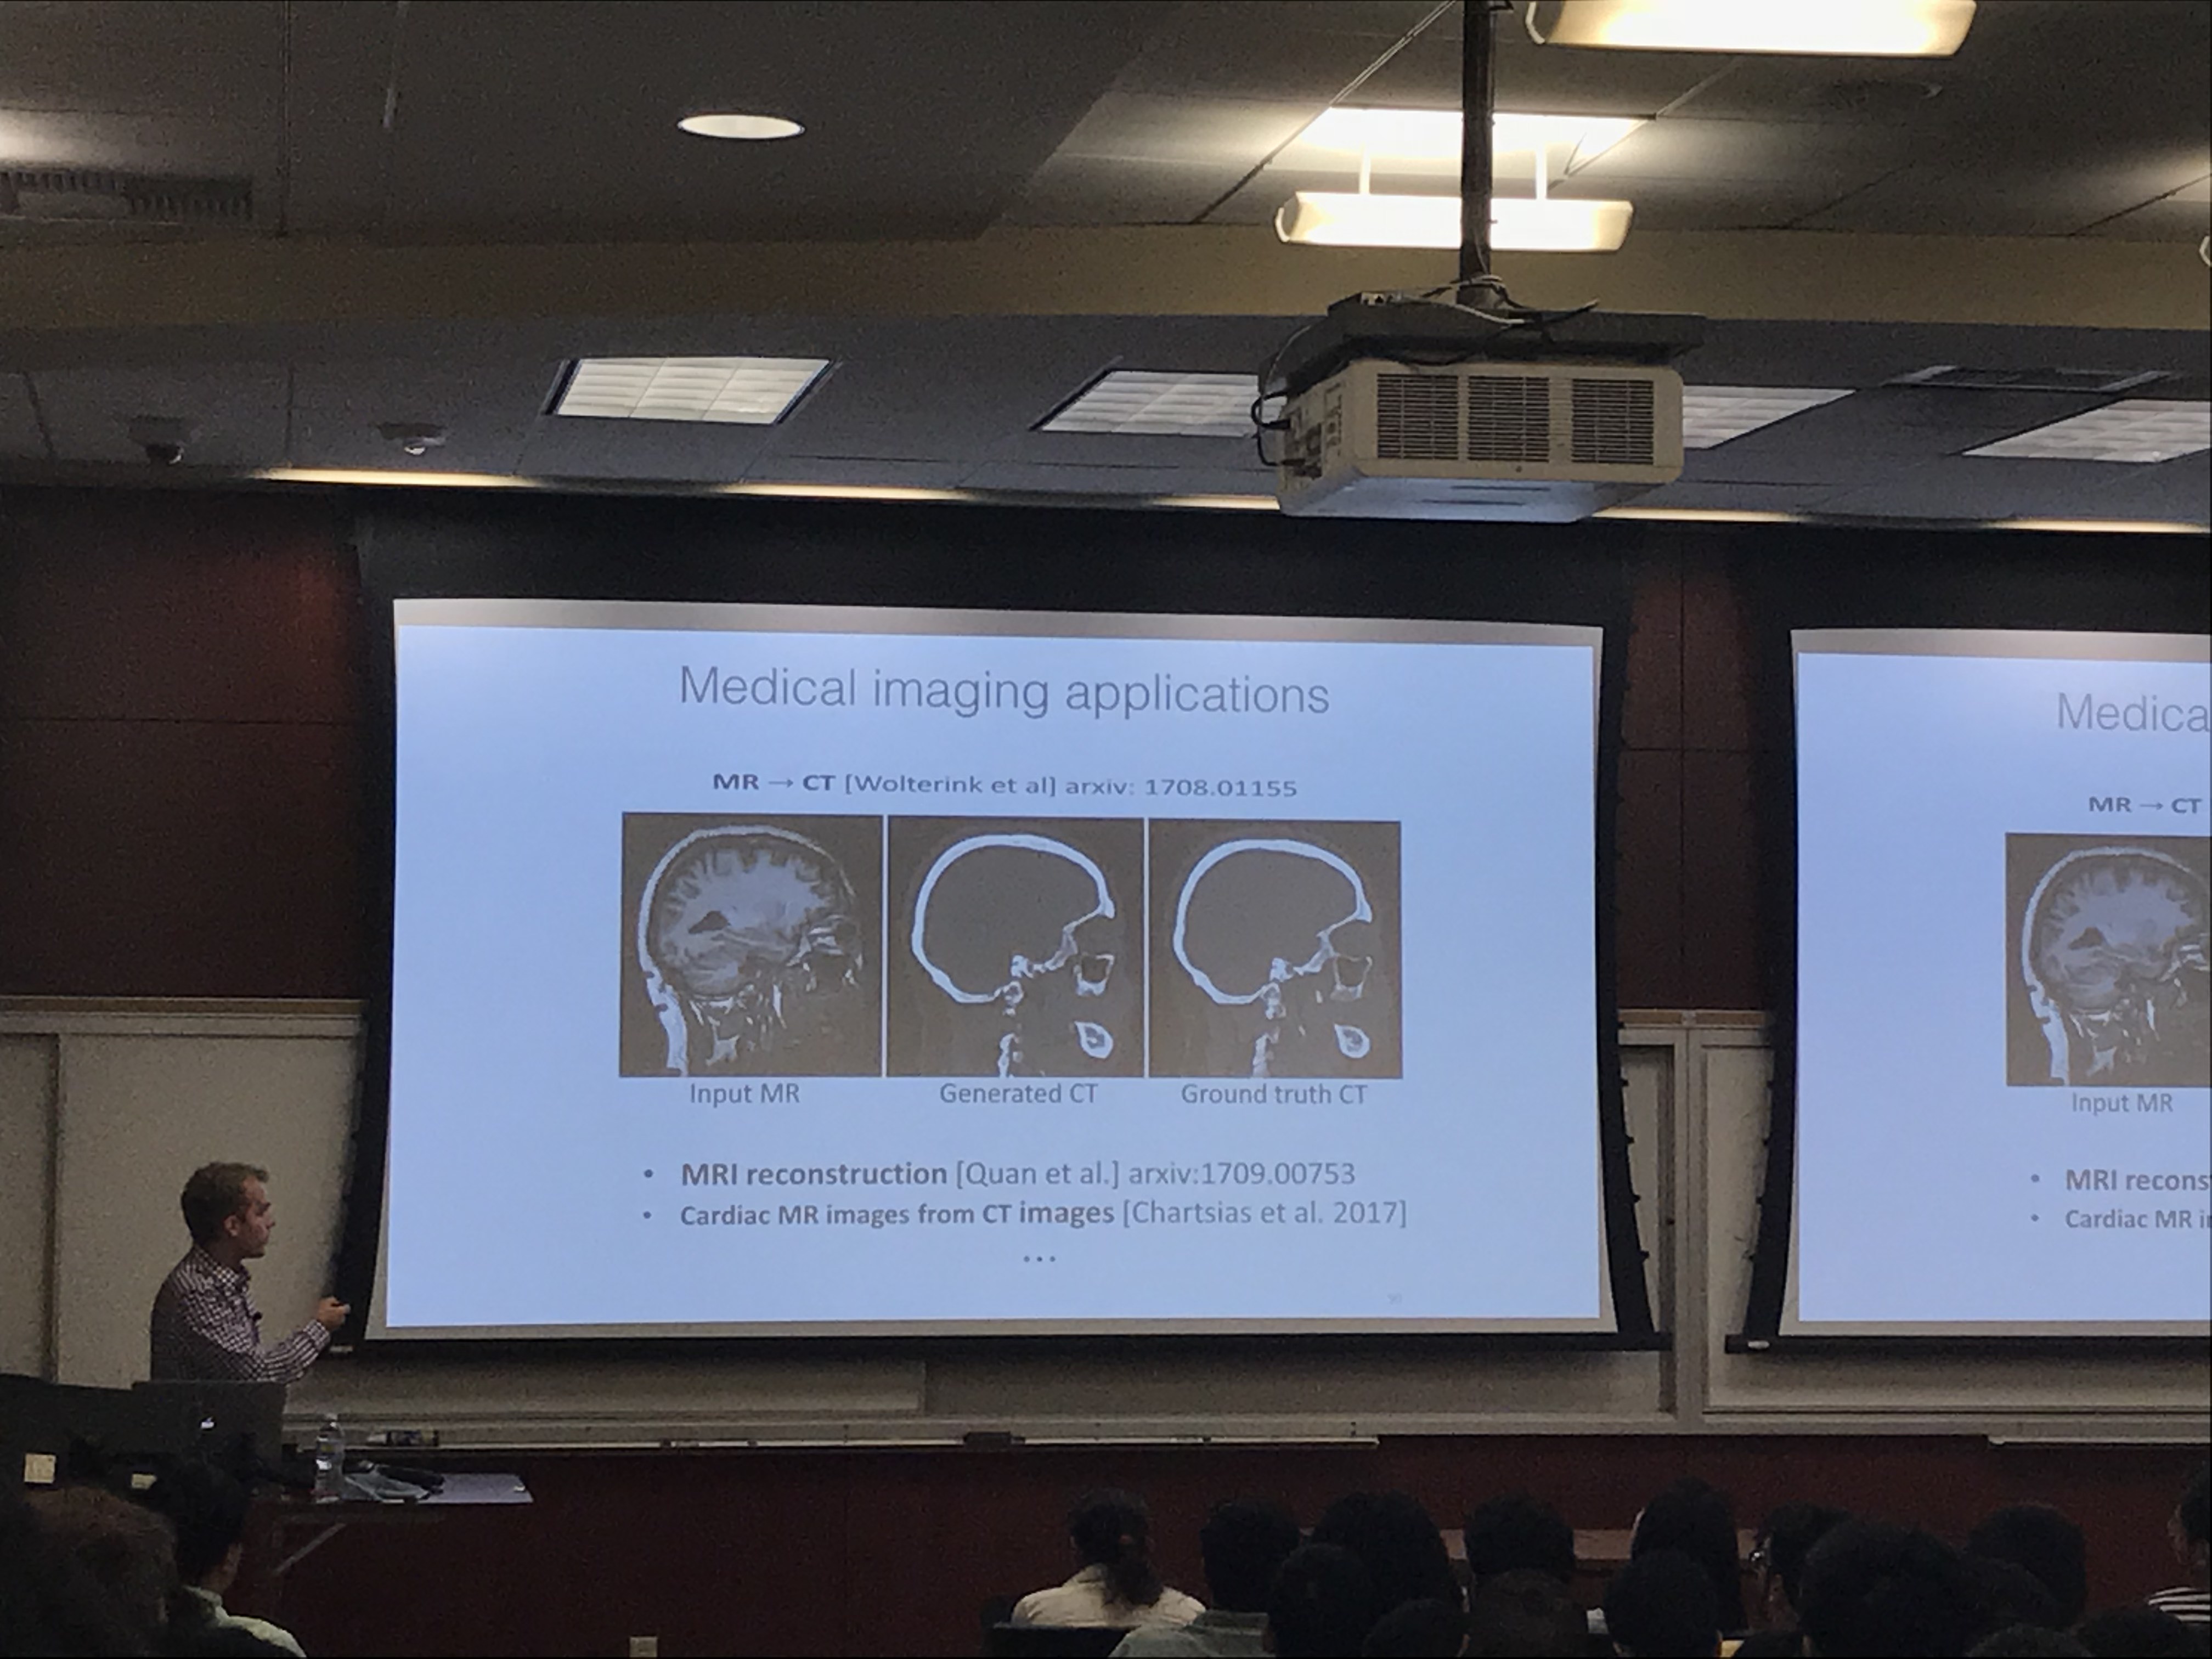 Medical imaging applications
MR → CT [Wolterink et al] arxiv: 1708.01155
Input MR
Generated CT
Ground truth CT
• MRI reconstruction [Quan et al.] arxiv:1709.00753
• Cardiac MR images from CT images [Chartsias et al. 2017]
...
Medica
MR → CT
Input MR
• MRI recons
• Cardiac MR i